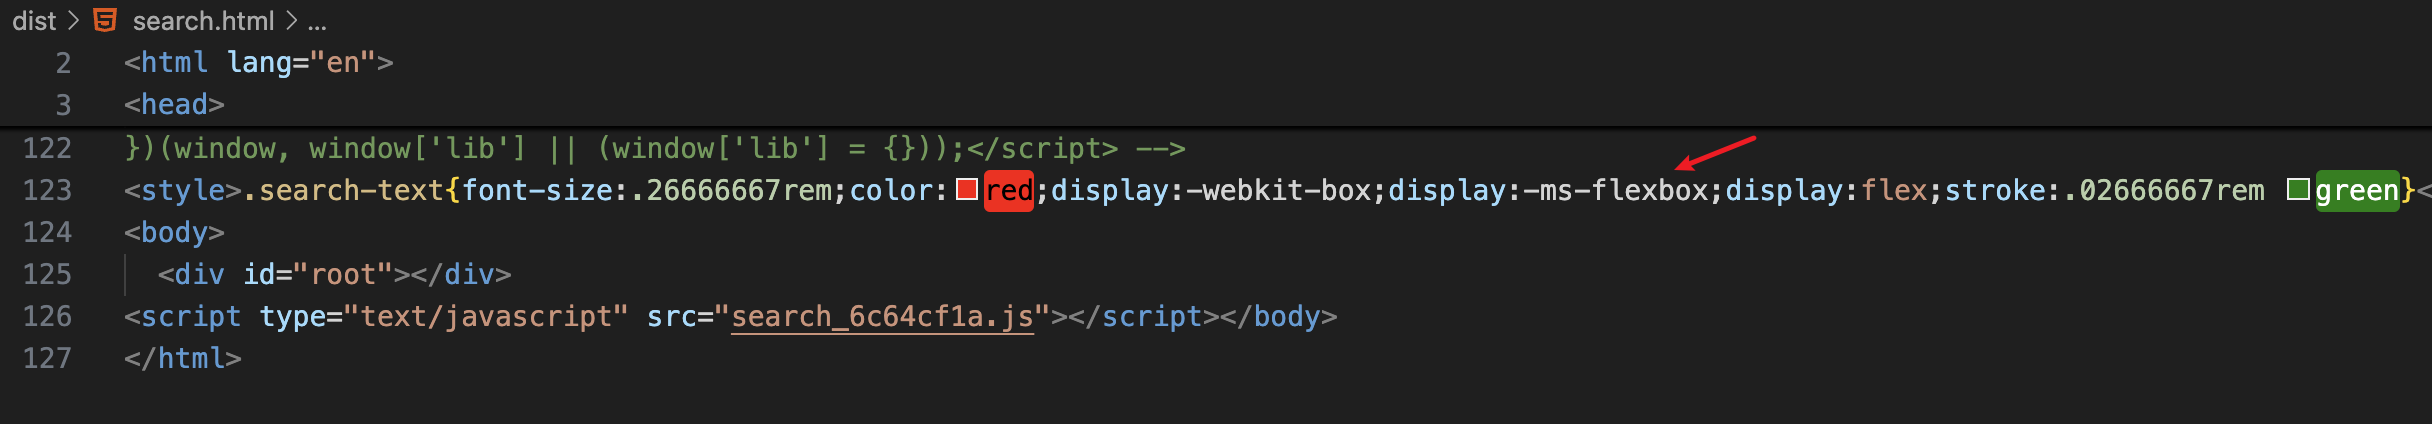 dist > search.html > ...
2 <html lang="en">
3 <head>
122 })(window, window['lib'] || (window['lib'] = {}));</script> -->
123 <style>.search-text{font-size:.26666667rem;color:red;display:-webkit-box;display:-ms-flexbox;display:flex;stroke:.02666667rem green}<
124 <body>
125   <div id="root"></div>
126 <script type="text/javascript" src="search_6c64cf1a.js"></script></body>
127 </html>